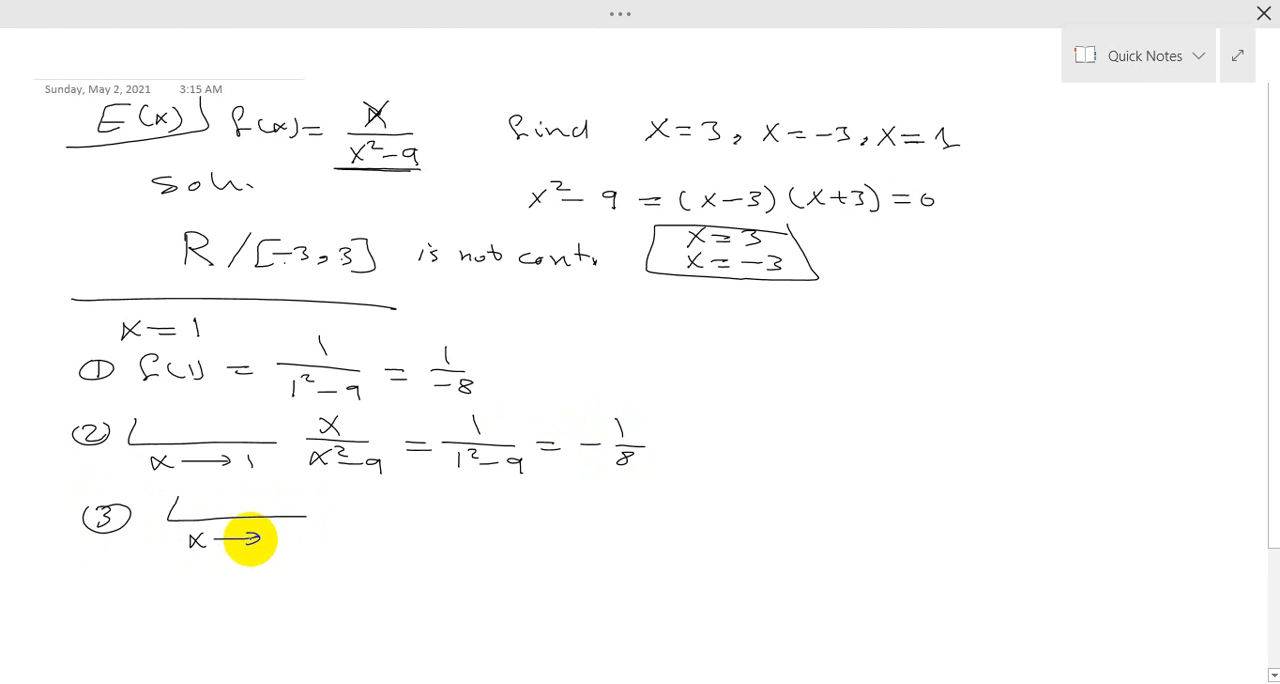 Quick Notes
Sunday, May 2, 2021 3:15 AM
E(x) f(x) = x / x² - 9 find x = 3, x = -3, x = 1
Soln. x² - 9 = (x - 3)(x + 3) = 0
R / [-3, 3] is not cont. x = 3
x = -3
x = 1
① f(1) = 1 / 1² - 9 = 1 / -8
② L x → 1 x / x² - 9 = 1 / 1² - 9 = - 1 / 8
③ L x →